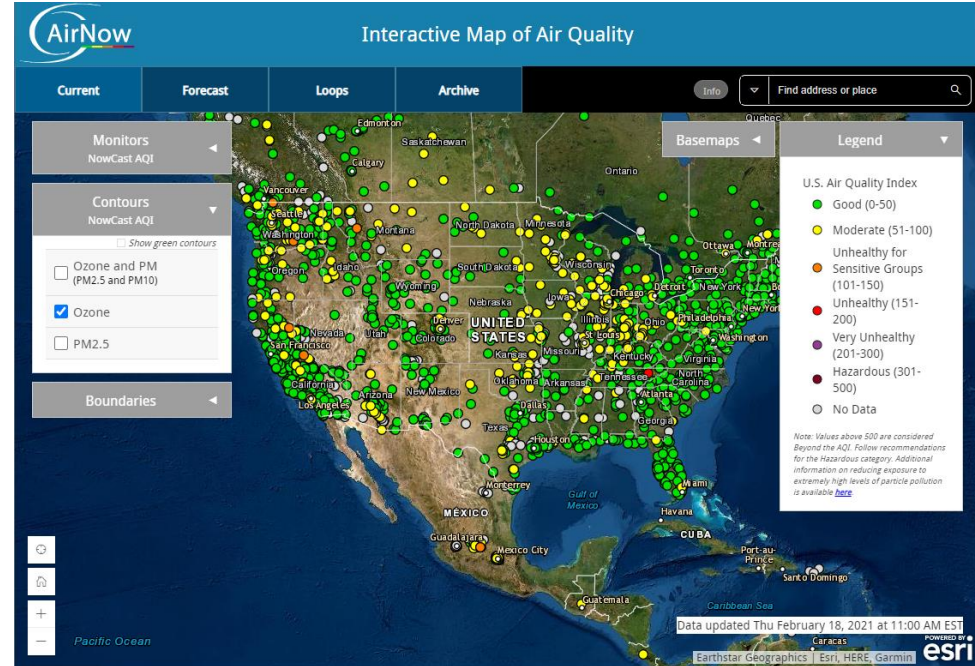 AirNow
Interactive Map of Air Quality
Current
Forecast
Loops
Archive
Info
Find address or place
Monitors
NowCast AQI
Contours
NowCast AQI
Show green contours
Ozone and PM
(PM2.5 and PM10)
Ozone
PM2.5
Boundaries
Basemaps
Legend
U.S. Air Quality Index
Good (0-50)
Moderate (51-100)
Unhealthy for
Sensitive Groups
(101-150)
Unhealthy (151-
200)
Very Unhealthy
(201-300)
Hazardous (301-
500)
No Data
Note: Values above 500 are considered
Beyond the AQI. Follow recommendations
for the Hazardous category. Additional
information on reducing exposure to
extremely high levels of particle pollution
is available here.
Quebec
Edmonton
Saskatchewan
Calgary
Ontario
Vancouver
Seattle
Washington
Montana
North Dakota
Minnesota
Ottawa
Montrea
Oregon
Idaho
South Dakota
Wisconsin
Toronto
Wyoming
Detroit
New York
Nebraska
Iowa
Chicago
New York
Nevada
Utah
Denver
Colorado
UNITED
STATES
Illinois
Ohio
Philadelphia
San Francisco
Kansas
Missouri
St Louis
Kentucky
Virginia
Washington
California
Los Angeles
Arizona
New Mexico
Oklahoma
Arkansas
Tennessee
North
Carolina
Atlanta
Dallas
Texas
Georgia
Houston
Monterrey
Gulf of
Mexico
Miami
MÉXICO
Havana
CUBA
Guadalajara
Mexico City
Port-au-
Prince
Santo Domingo
Guatemala
Caribbean Sea
Pacific Ocean
Data updated Thu February 18, 2021 at 11:00 AM EST
Caracas
Earthstar Geographics | Esri, HERE, Garmin
POWERED BY
esri